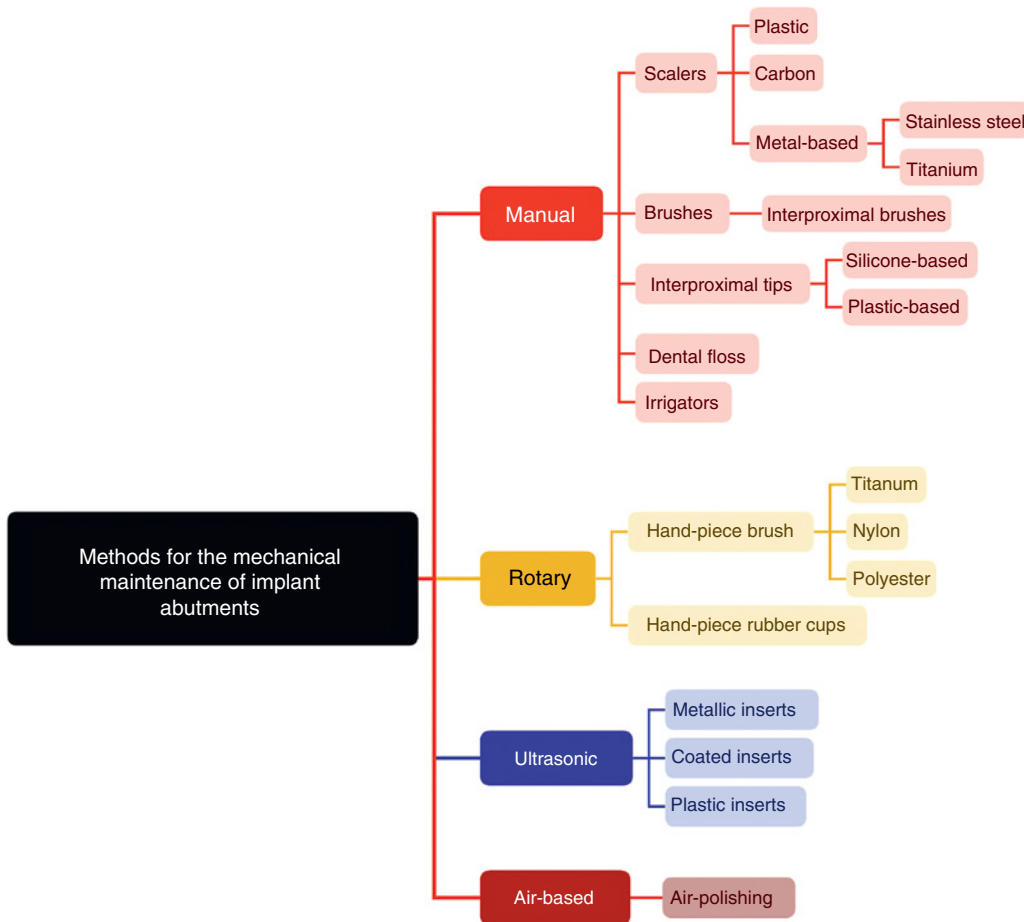 Methods for the mechanical
maintenance of implant
abutments
Manual
Scalers
Plastic
Carbon
Metal-based
Stainless steel
Titanium
Brushes
Interproximal brushes
Interproximal tips
Silicone-based
Plastic-based
Dental floss
Irrigators
Rotary
Hand-piece brush
Titanum
Nylon
Polyester
Hand-piece rubber cups
Ultrasonic
Metallic inserts
Coated inserts
Plastic inserts
Air-based
Air-polishing